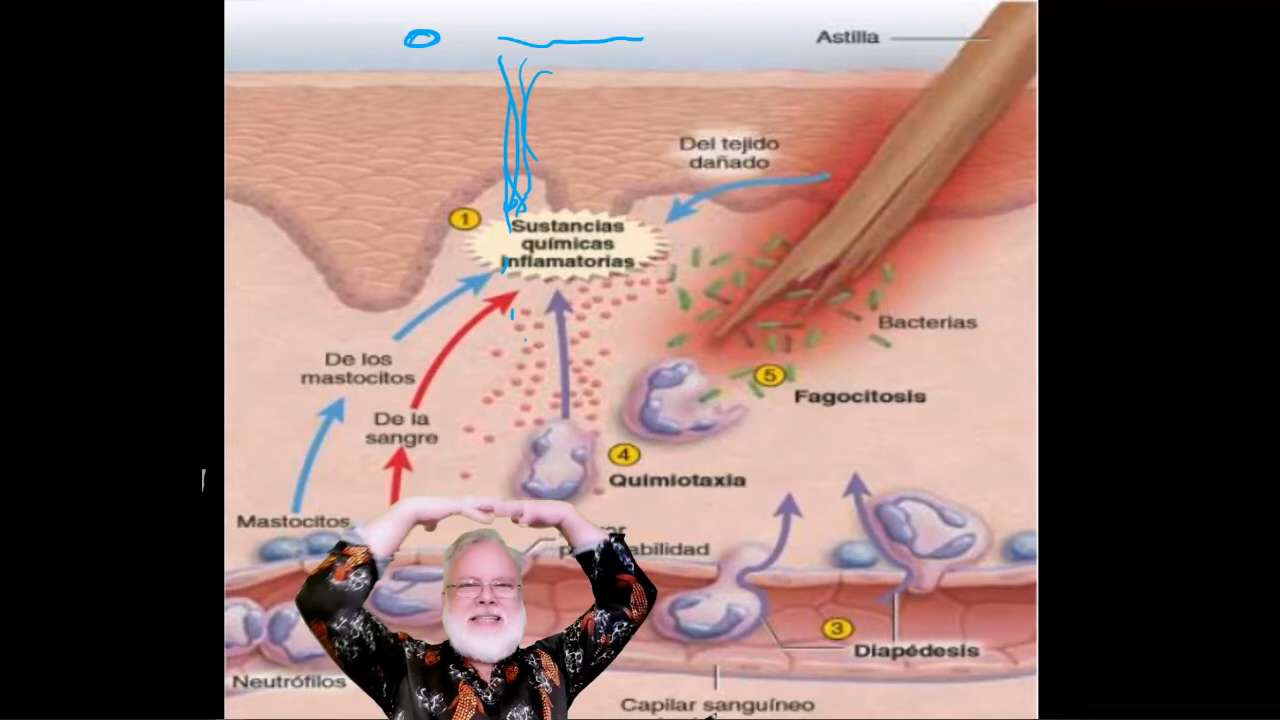 Astilla
Del tejido
dañado
1
Sustancias
químicas
inflamatorias
Bacterias
De los
mastocitos
5
Fagocitosis
De la
sangre
4
Quimiotaxia
Mastocitos
3
Diapédesis
Neutrófilos
Capilar sanguíneo